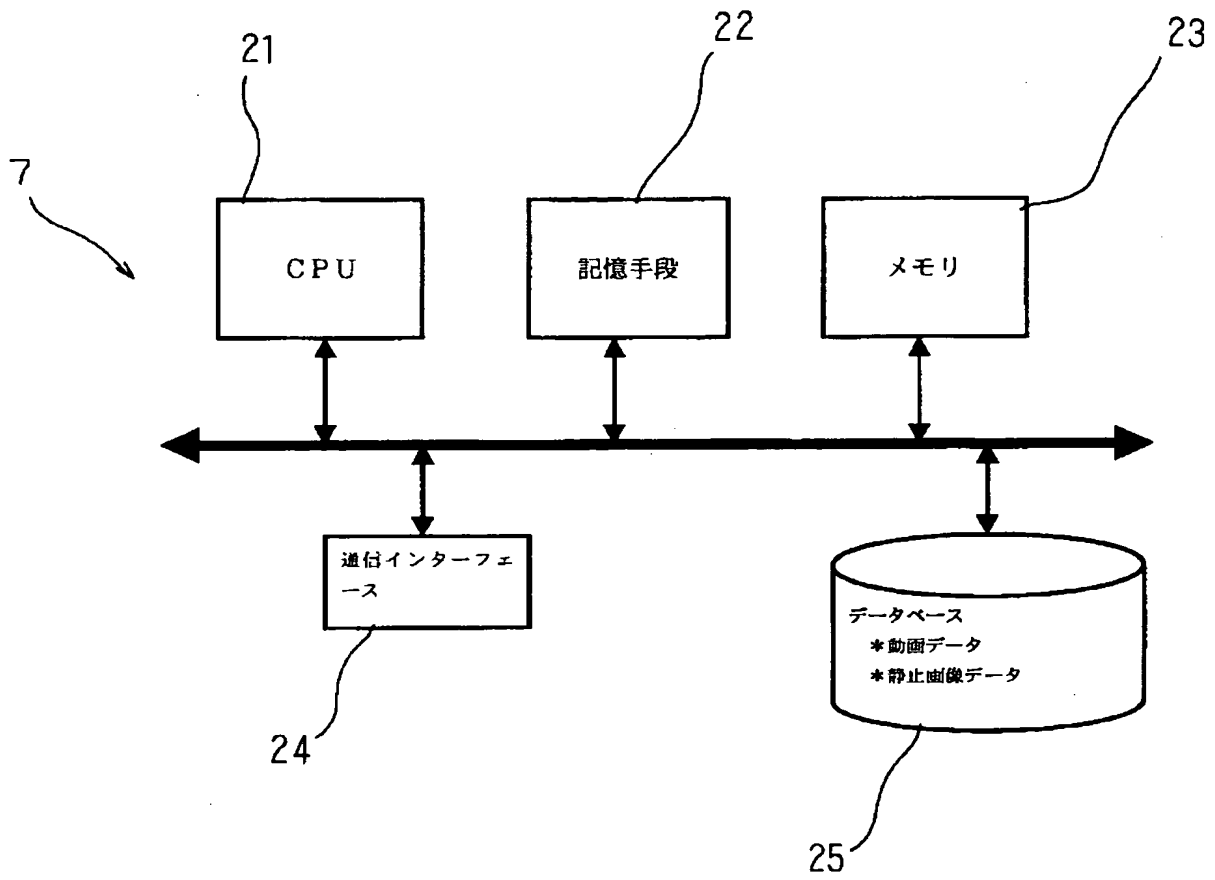 21
22
23
7
CPU
記憶手段
メモリ
通信インターフェ
ース
データベース
*動画データ
*静止画像データ
24
25